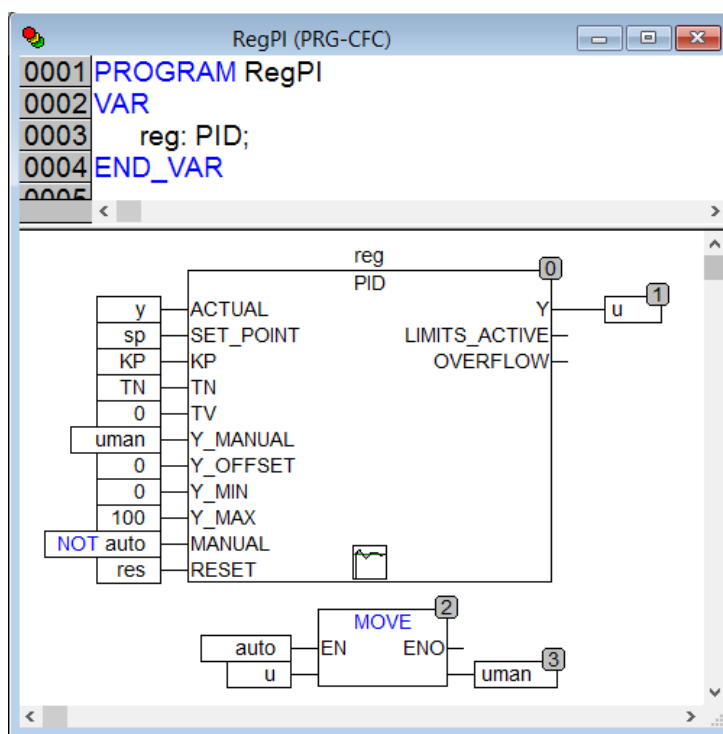 RegPI (PRG-CFC)
0001 PROGRAM RegPI
0002 VAR
0003 reg: PID;
0004 END_VAR
0005
reg
0
PID
y ACTUAL Y u 1
sp SET_POINT LIMITS_ACTIVE
KP KP OVERFLOW
TN TN
0 TV
uman Y_MANUAL
0 Y_OFFSET
0 Y_MIN
100 Y_MAX
NOT auto MANUAL
res RESET
2
MOVE
auto EN ENO
u uman 3